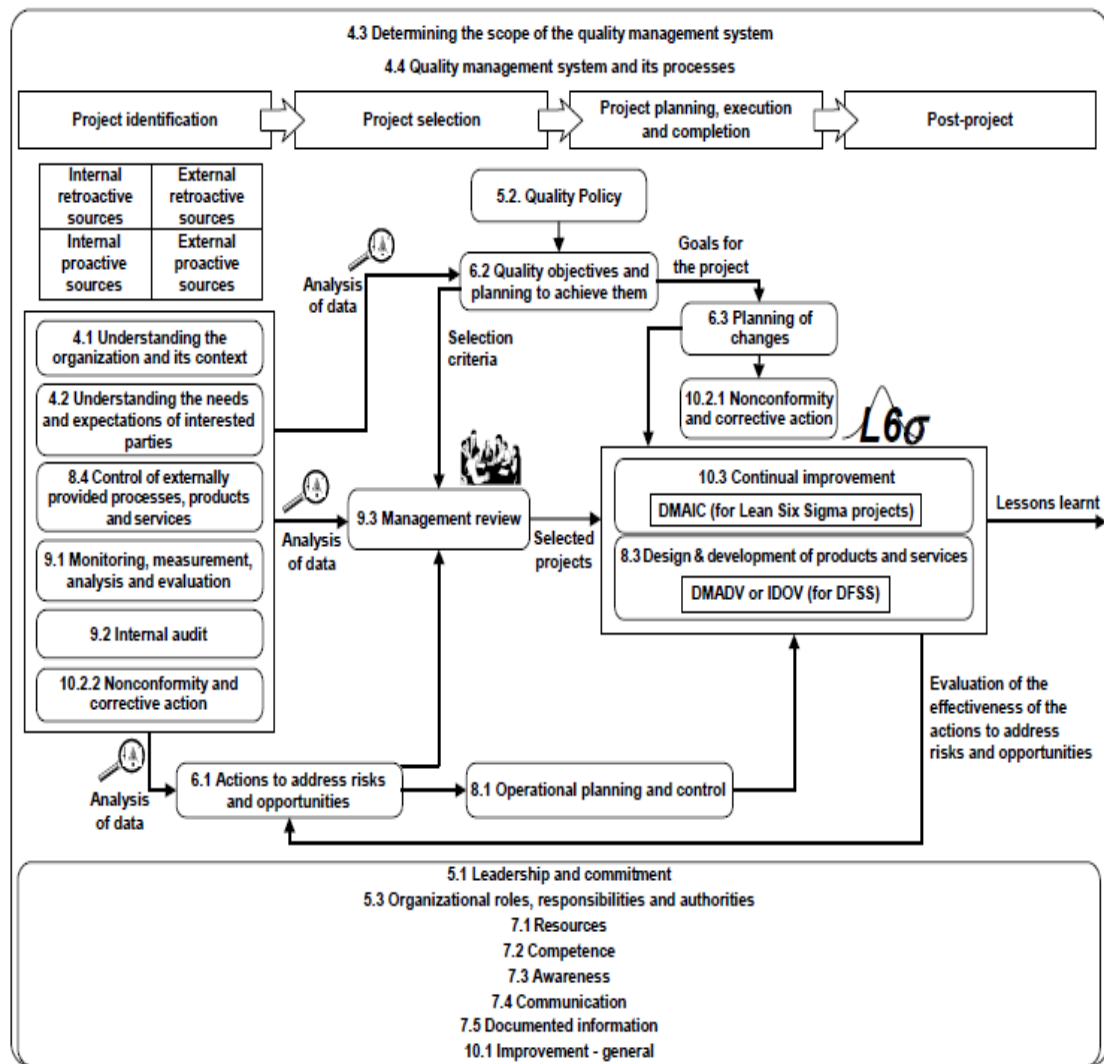 4.3 Determining the scope of the quality management system
4.4 Quality management system and its processes
Project identification
Project selection
Project planning, execution
and completion
Post-project
Internal
retroactive
sources
External
retroactive
sources
Internal
proactive
sources
External
proactive
sources
5.2. Quality Policy
Analysis
of data
6.2 Quality objectives and
planning to achieve them
Goals for
the project
6.3 Planning of
changes
Selection
criteria
10.2.1 Nonconformity
and corrective action
L6σ
4.1 Understanding the
organization and its context
4.2 Understanding the needs
and expectations of interested
parties
8.4 Control of externally
provided processes, products
and services
9.1 Monitoring, measurement,
analysis and evaluation
9.2 Internal audit
10.2.2 Nonconformity and
corrective action
Analysis
of data
9.3 Management review
Selected
projects
10.3 Continual improvement
DMAIC (for Lean Six Sigma projects)
8.3 Design & development of products and services
DMADV or IDOV (for DFSS)
Lessons learnt
Evaluation of the
effectiveness of the
actions to address
risks and opportunities
Analysis
of data
6.1 Actions to address risks
and opportunities
8.1 Operational planning and control
5.1 Leadership and commitment
5.3 Organizational roles, responsibilities and authorities
7.1 Resources
7.2 Competence
7.3 Awareness
7.4 Communication
7.5 Documented information
10.1 Improvement - general